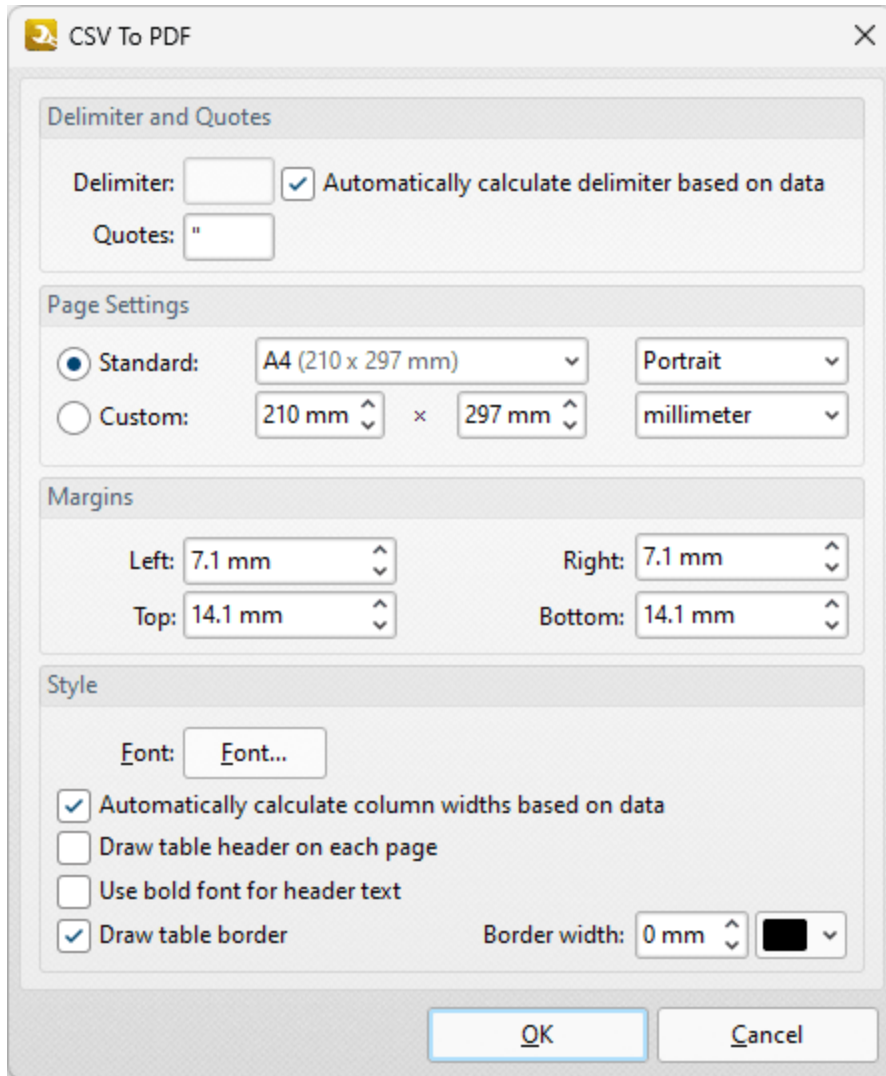 CSV To PDF
Delimiter and Quotes
Delimiter: Automatically calculate delimiter based on data
Quotes: "
Page Settings
Standard: A4 (210 x 297 mm) Portrait
Custom: 210 mm × 297 mm millimeter
Margins
Left: 7.1 mm Right: 7.1 mm
Top: 14.1 mm Bottom: 14.1 mm
Style
Font: Font...
Automatically calculate column widths based on data
Draw table header on each page
Use bold font for header text
Draw table border Border width: 0 mm
OK Cancel